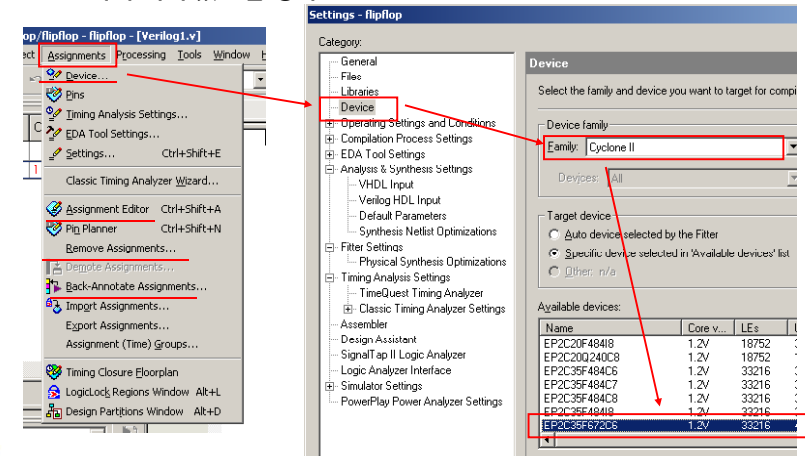 op/flipflop - flipflop - [Verilog1.v]
ect Assignments Processing Tools Window
Device...
Pins
Timing Analysis Settings...
EDA Tool Settings...
Settings... Ctrl+Shift+E
Classic Timing Analyzer Wizard...
Assignment Editor Ctrl+Shift+A
Pin Planner Ctrl+Shift+N
Remove Assignments...
Demote Assignments...
Back-Annotate Assignments...
Import Assignments...
Export Assignments...
Assignment (Time) Groups...
Timing Closure Floorplan
LogicLock Regions Window Alt+L
Design Partitions Window Alt+D
Settings - flipflop
Category:
General
Files
Libraries
Device
Operating Settings and Conditions
Compilation Process Settings
EDA Tool Settings
Analysis & Synthesis Settings
VHDL Input
Verilog HDL Input
Default Parameters
Synthesis Netlist Optimizations
Fitter Settings
Physical Synthesis Optimizations
Timing Analysis Settings
TimeQuest Timing Analyzer
Classic Timing Analyzer Settings
Assembler
Design Assistant
SignalTap II Logic Analyzer
Logic Analyzer Interface
Simulator Settings
PowerPlay Power Analyzer Settings
Device
Select the family and device you want to target for compi
Device family
Family: Cyclone II
Devices: All
Target device
Auto device selected by the Fitter
Specific device selected in 'Available devices' list
Other: n/a
Available devices:
Name Core v... LEs
EP2C20F484I8 1.2V 18752
EP2C20Q240C8 1.2V 18752
EP2C35F484C6 1.2V 33216
EP2C35F484C7 1.2V 33216
EP2C35F484C8 1.2V 33216
EP2C35F484I8 1.2V 33216
EP2C35F672C6 1.2V 33216